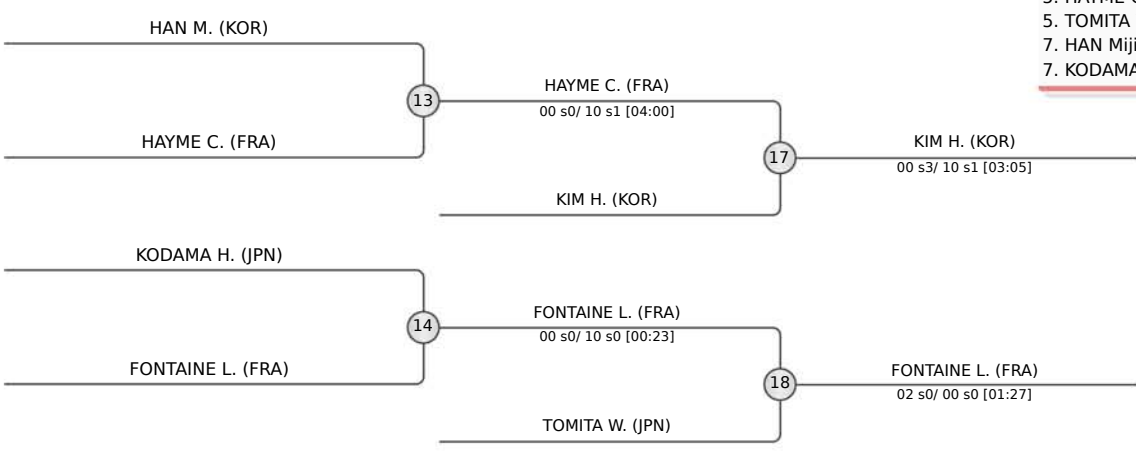 HAN M. (KOR)
13
HAYME C. (FRA)
00 s0/ 10 s1 [04:00]
HAYME C. (FRA)
17
KIM H. (KOR)
00 s3/ 10 s1 [03:05]
KIM H. (KOR)
KODAMA H. (JPN)
14
FONTAINE L. (FRA)
00 s0/ 10 s0 [00:23]
FONTAINE L. (FRA)
18
FONTAINE L. (FRA)
02 s0/ 00 s0 [01:27]
TOMITA W. (JPN)
5. TOMITA
7. HAN Miji
7. KODAMA